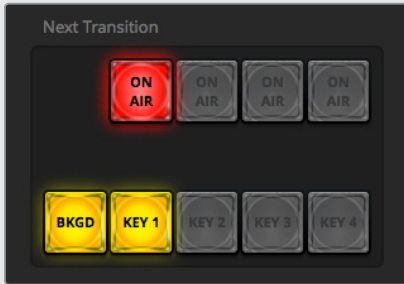 Next Transition
ON AIR
ON AIR
ON AIR
ON AIR
BKGD
KEY 1
KEY 2
KEY 3
KEY 4